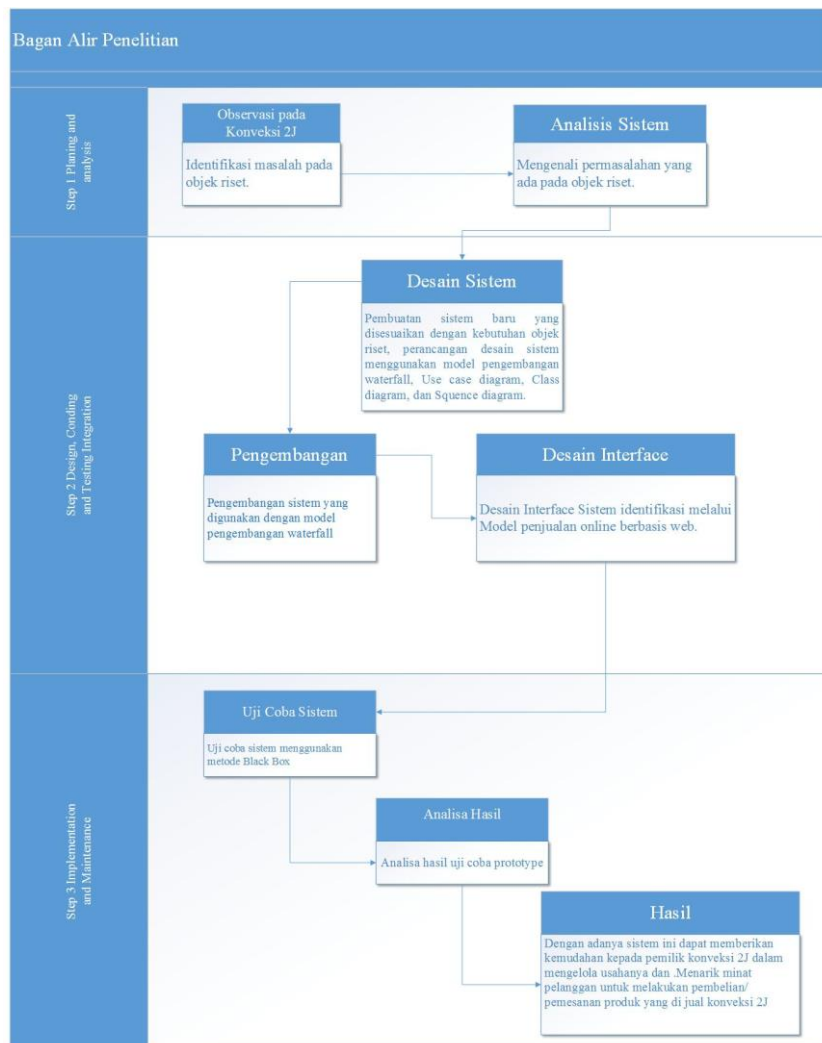 Bagan Alir Penelitian
Step 1 Planing and
analysis
Observasi pada
Konveksi 2J
Identifikasi masalah pada
objek riset.
Analisis Sistem
Mengenali permasalahan yang
ada pada objek riset.
Step 2 Design, Conding
and Testing Integration
Desain Sistem
Pembuatan sistem baru yang
disesuaikan dengan kebutuhan objek
riset, perancangan desain sistem
menggunakan model pengembangan
waterfall, Use case diagram, Class
diagram, dan Squence diagram.
Pengembangan
Pengembangan sistem yang
digunakan dengan model
pengembangan waterfall
Desain Interface
Desain Interface Sistem identifikasi melalui
Model penjualan online berbasis web.
Step 3 Implementation
and Maintenance
Uji Coba Sistem
Uji coba sistem menggunakan
metode Black Box
Analisa Hasil
Analisa hasil uji coba prototype
Hasil
Dengan adanya sistem ini dapat memberikan
kemudahan kepada pemilik konveksi 2J dalam
mengelola usahanya dan .Menarik minat
pelanggan untuk melakukan pembelian/
pemesanan produk yang di jual konveksi 2J